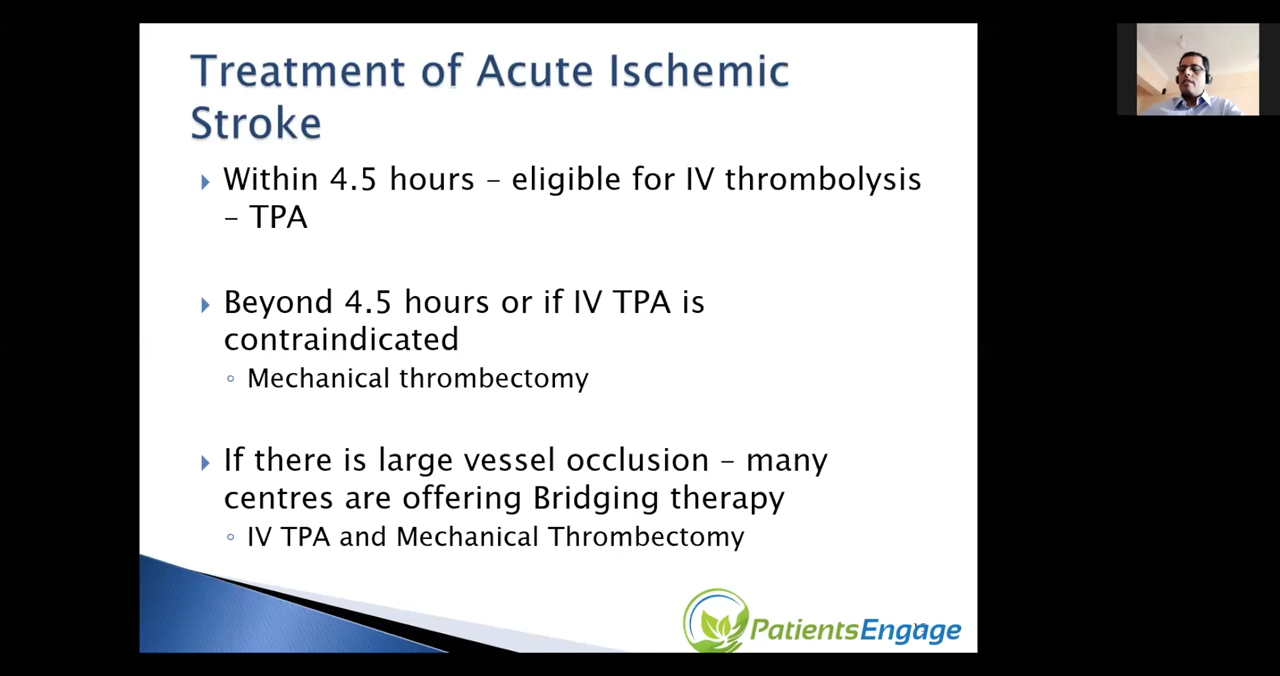 Treatment of Acute Ischemic
Stroke
Within 4.5 hours – eligible for IV thrombolysis
– TPA
Beyond 4.5 hours or if IV TPA is
contraindicated
Mechanical thrombectomy
If there is large vessel occlusion – many
centres are offering Bridging therapy
IV TPA and Mechanical Thrombectomy
PatientsEngage